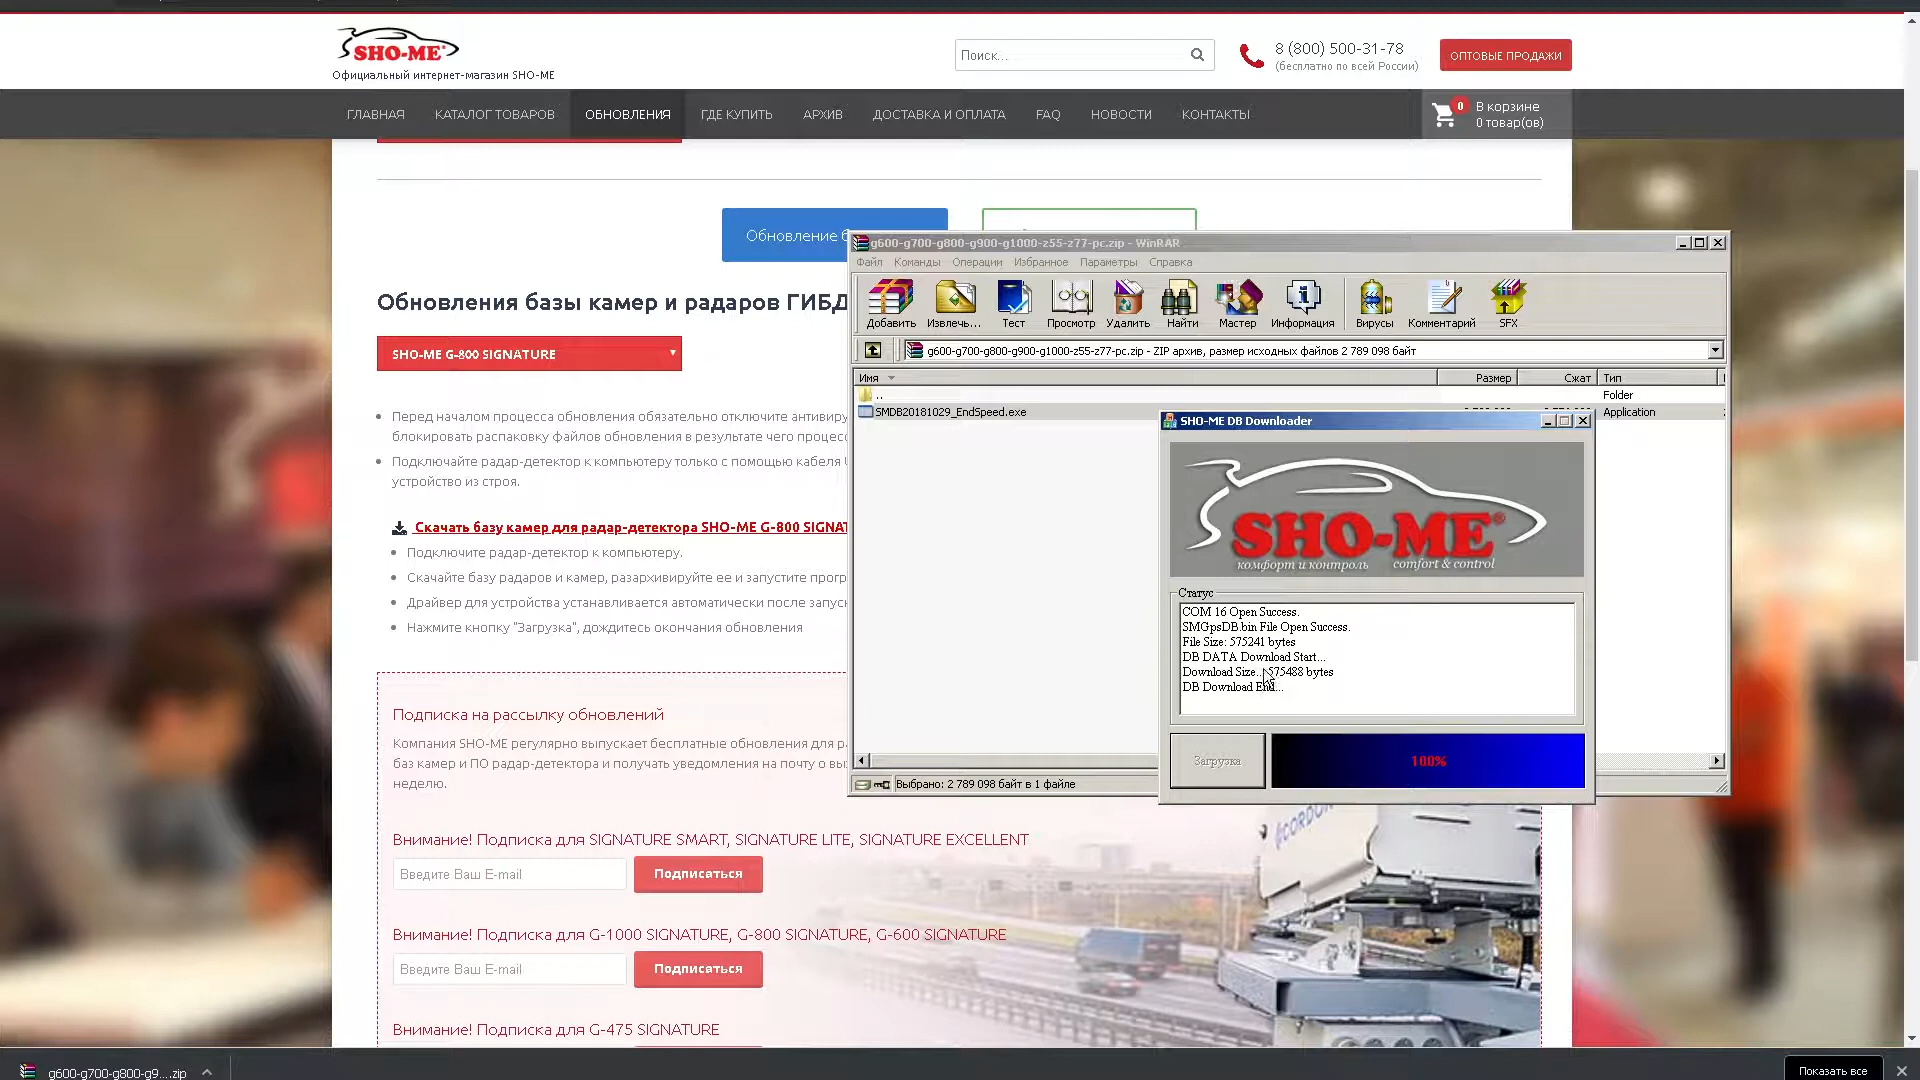 SHO-ME
Официальный интернет-магазин SHO-ME
Поиск...
8 (800) 500-31-78
(бесплатно по всей России)
ОПТОВЫЕ ПРОДАЖИ
ГЛАВНАЯ КАТАЛОГ ТОВАРОВ ОБНОВЛЕНИЯ ГДЕ КУПИТЬ АРХИВ ДОСТАВКА И ОПЛАТА FAQ НОВОСТИ КОНТАКТЫ
0
В корзине
0 товар(ов)
Обновление
Обновления базы камер и радаров ГИБД
SHO-ME G-800 SIGNATURE
Перед началом процесса обновления обязательно отключите антивиру
блокировать распаковку файлов обновления в результате чего процесс
Подключайте радар-детектор к компьютеру только с помощью кабеля
устройство из строя.
Скачать базу камер для радар-детектора SHO-ME G-800 SIGNAT
Подключите радар-детектор к компьютеру.
Скачайте базу радаров и камер, разархивируйте ее и запустите прогр
Драйвер для устройства устанавливается автоматически после запуск
Нажмите кнопку "Загрузка", дождитесь окончания обновления
Подписка на рассылку обновлений
Компания SHO-ME регулярно выпускает бесплатные обновления для ра
баз камер и ПО радар-детектора и получать уведомления на почту о вы
неделю.
Внимание! Подписка для SIGNATURE SMART, SIGNATURE LITE, SIGNATURE EXCELLENT
Введите Ваш E-mail
Подписаться
Внимание! Подписка для G-1000 SIGNATURE, G-800 SIGNATURE, G-600 SIGNATURE
Введите Ваш E-mail
Подписаться
Внимание! Подписка для G-475 SIGNATURE
g600-g700-g800-g900-g1000-z55-z77-pc.zip - WinRAR
Файл Команды Операции Избранное Параметры Справка
Добавить Извлечь... Тест Просмотр Удалить Найти Мастер Информация Вирусы Комментарий SFX
g600-g700-g800-g900-g1000-z55-z77-pc.zip - ZIP архив, размер исходных файлов 2 789 098 байт
Имя Размер Сжат Тип
.. Folder
SMDB20181029_EndSpeed.exe Application
Выбрано: 2 789 098 байт в 1 файле
SHO-ME DB Downloader
SHO-ME®
комфорт и контроль comfort & control
Статус
COM 16 Open Success.
SMGpsDB.bin File Open Success.
File Size: 575241 bytes
DB DATA Download Start...
Download Size... 575488 bytes
DB Download End...
Загрузка
100%
CORDON
g600-g700-g800-g9....zip
Показать все